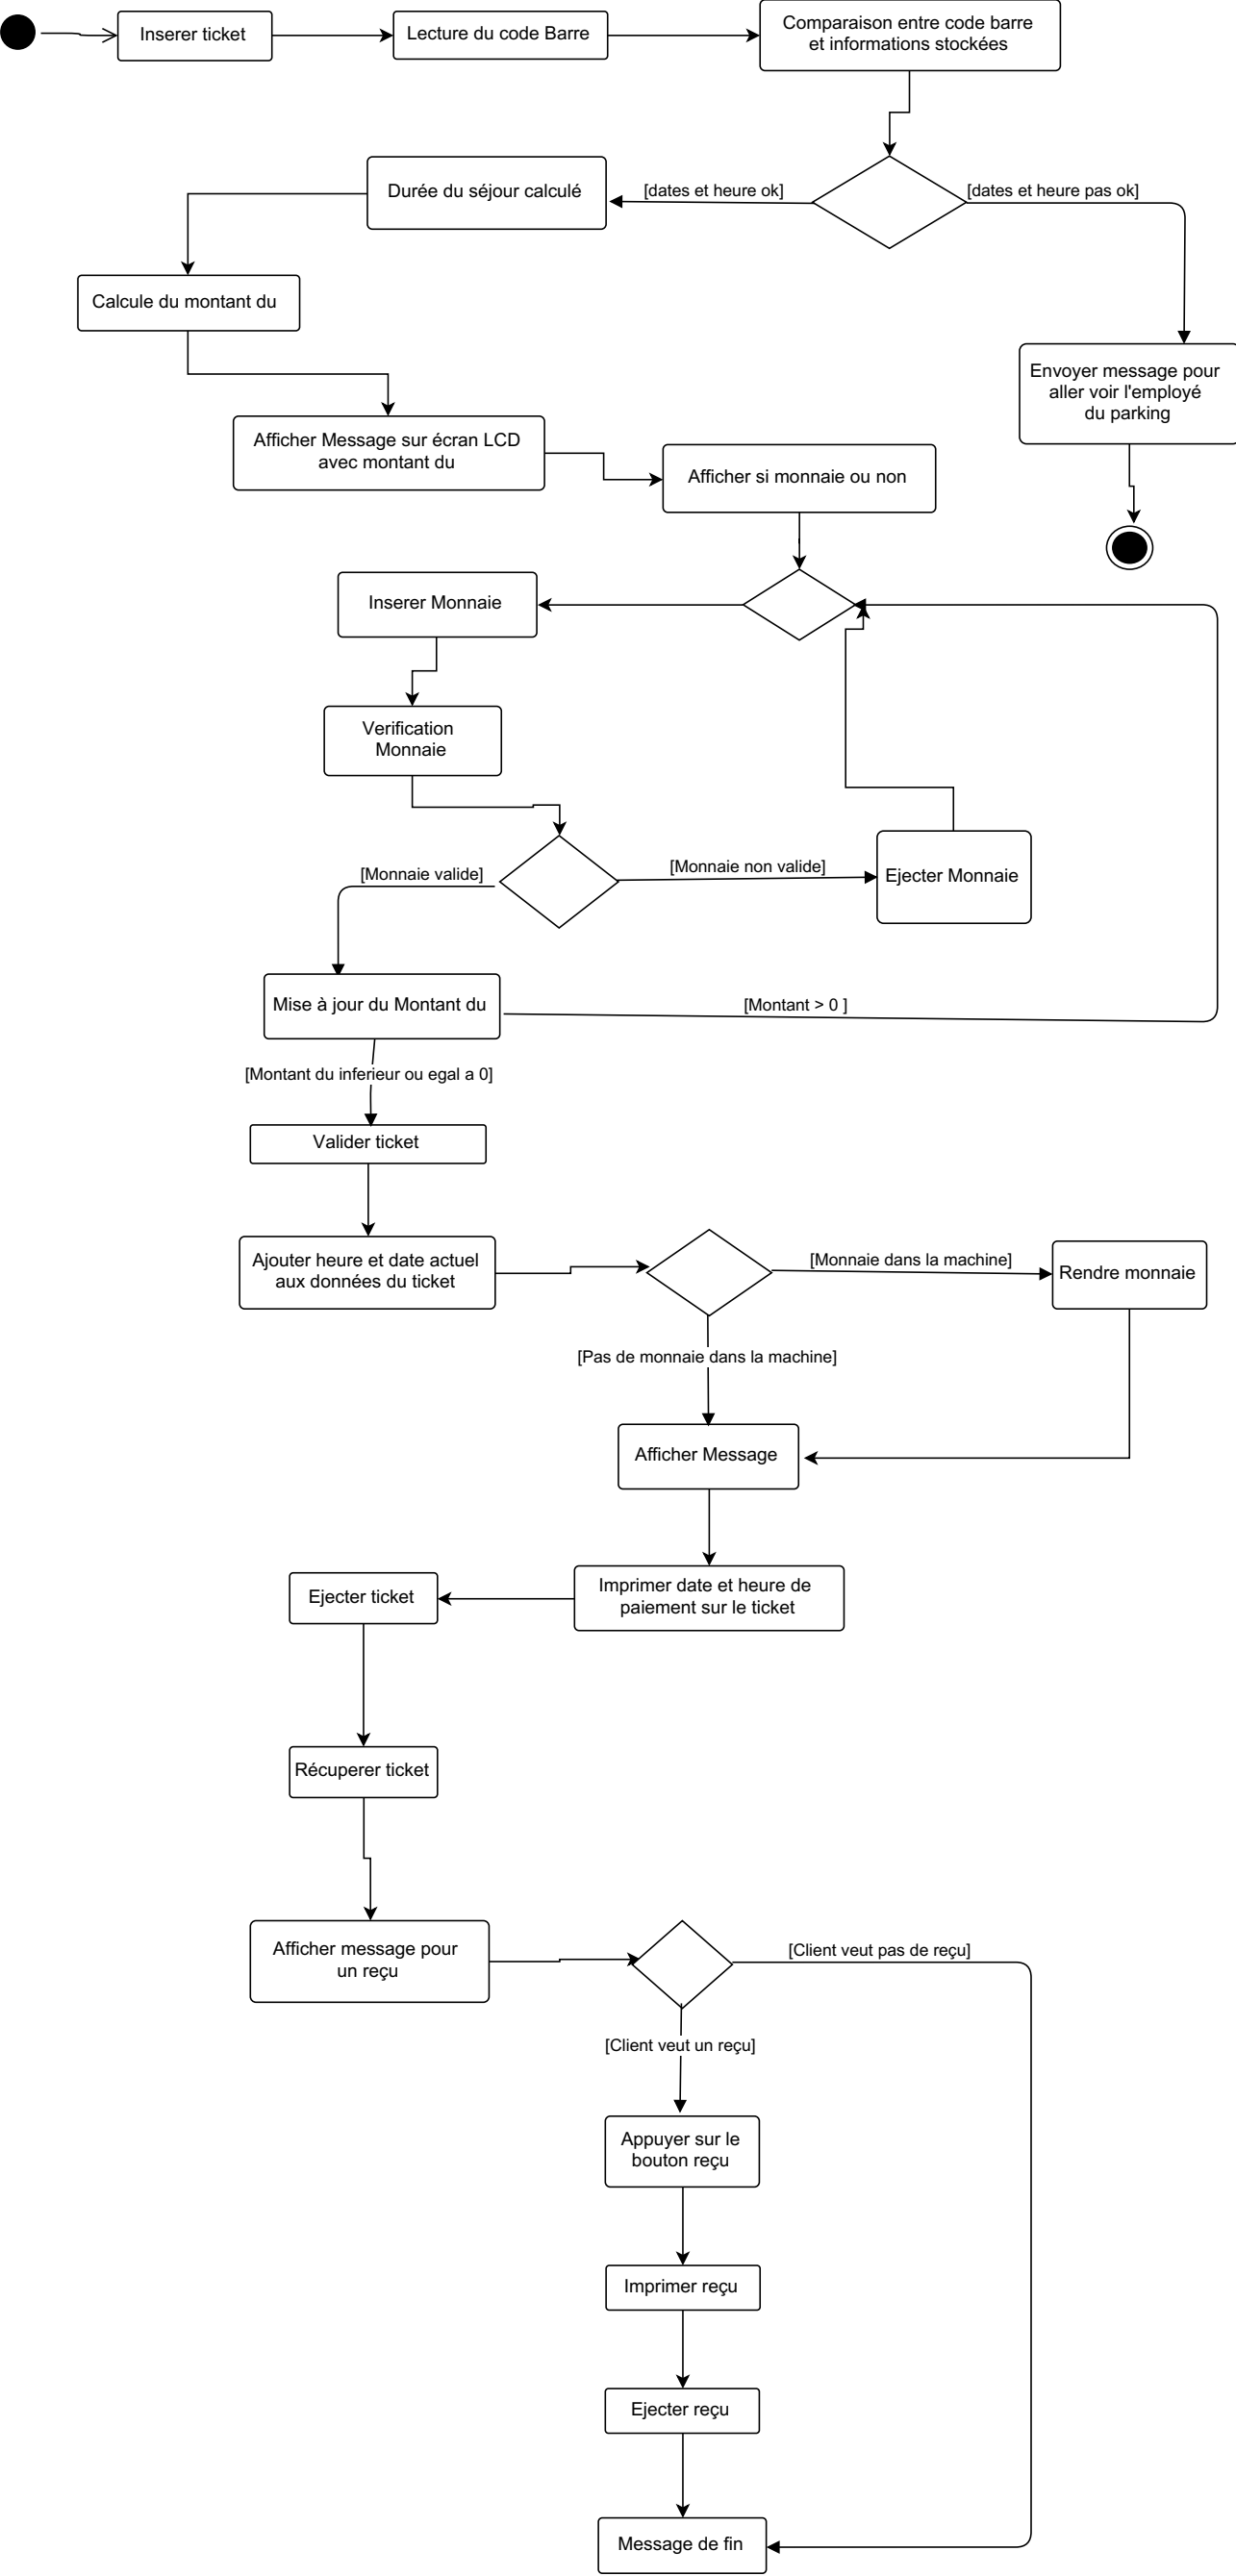 Inserer ticket
Lecture du code Barre
Comparaison entre code barre
et informations stockées
Durée du séjour calculé
[dates et heure ok]
[dates et heure pas ok]
Calcule du montant du
Envoyer message pour
aller voir l'employé
du parking
Afficher Message sur écran LCD
avec montant du
Afficher si monnaie ou non
Inserer Monnaie
Verification
Monnaie
[Monnaie valide]
[Monnaie non valide]
Ejecter Monnaie
Mise à jour du Montant du
[Montant > 0 ]
[Montant du inferieur ou egal a 0]
Valider ticket
Ajouter heure et date actuel
aux données du ticket
[Monnaie dans la machine]
Rendre monnaie
[Pas de monnaie dans la machine]
Afficher Message
Imprimer date et heure de
paiement sur le ticket
Ejecter ticket
Récuperer ticket
Afficher message pour
un reçu
[Client veut pas de reçu]
[Client veut un reçu]
Appuyer sur le
bouton reçu
Imprimer reçu
Ejecter reçu
Message de fin